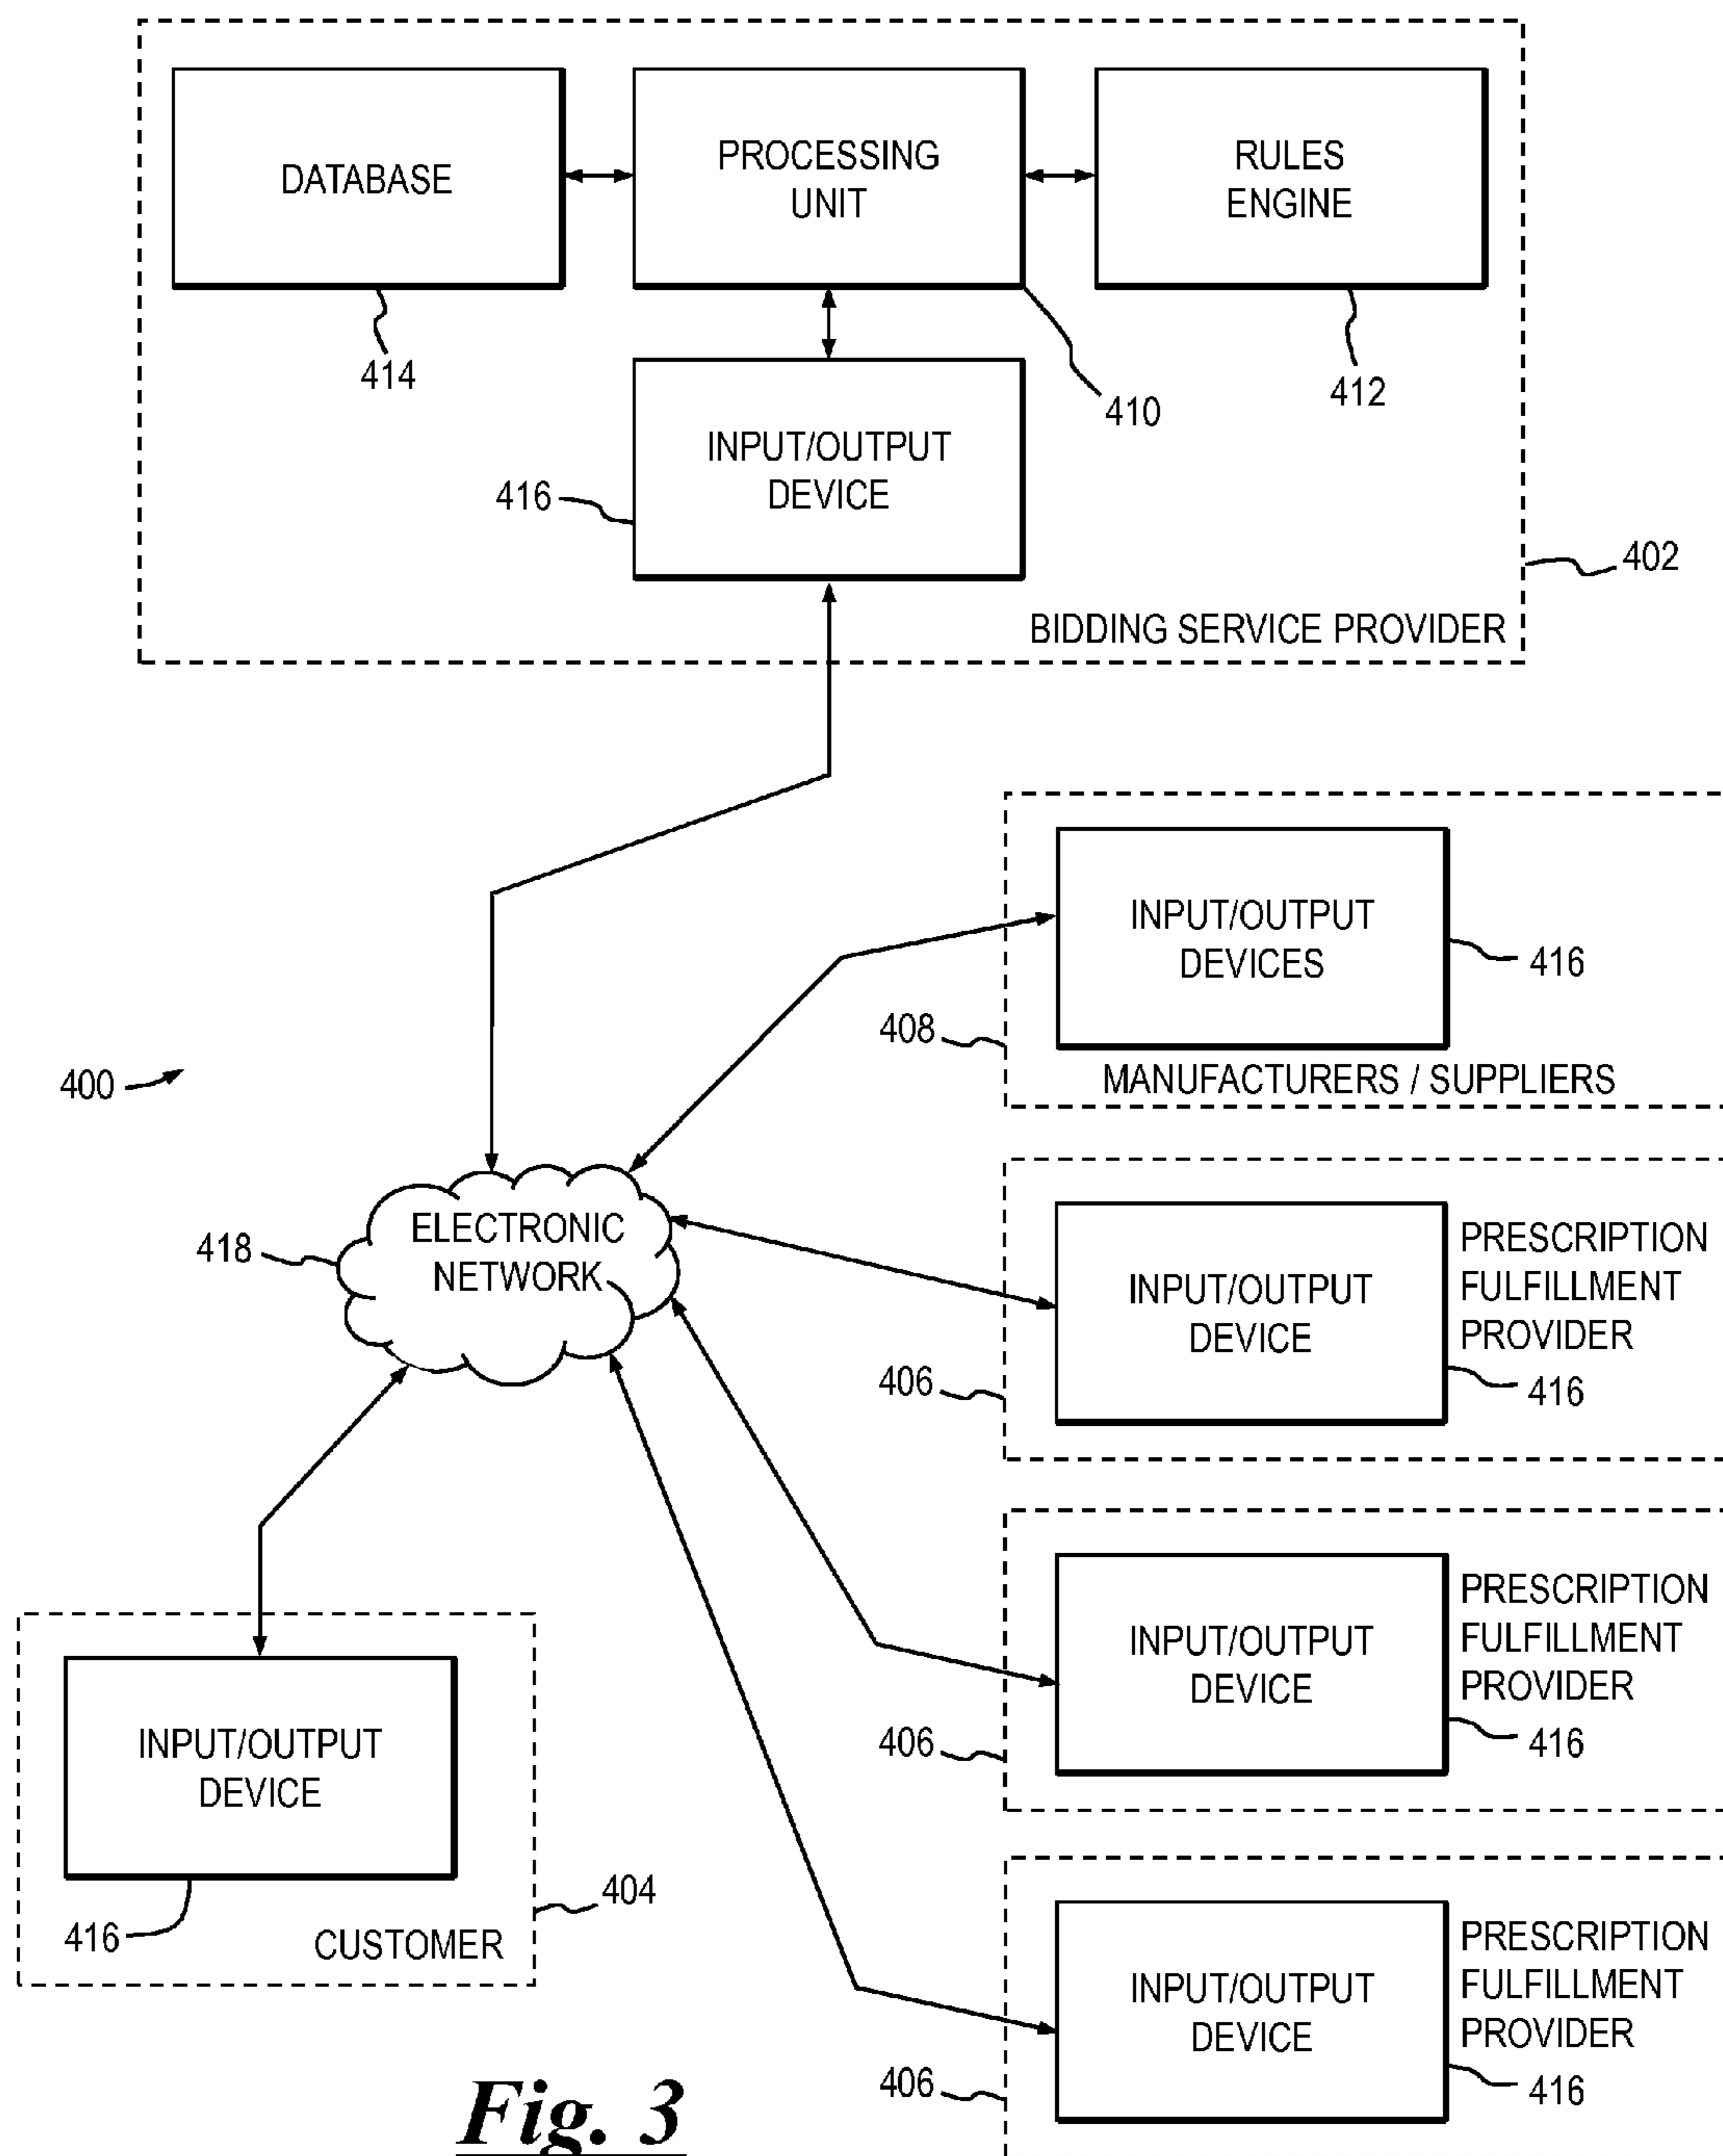 DATABASE
PROCESSING
UNIT
RULES
ENGINE
414
410
412
INPUT/OUTPUT
DEVICE
416
402
BIDDING SERVICE PROVIDER
INPUT/OUTPUT
DEVICES
416
408
MANUFACTURERS / SUPPLIERS
400
ELECTRONIC
NETWORK
418
INPUT/OUTPUT
DEVICE
PRESCRIPTION
FULFILLMENT
PROVIDER
416
406
INPUT/OUTPUT
DEVICE
PRESCRIPTION
FULFILLMENT
PROVIDER
416
406
INPUT/OUTPUT
DEVICE
416
404
CUSTOMER
INPUT/OUTPUT
DEVICE
PRESCRIPTION
FULFILLMENT
PROVIDER
416
406
Fig. 3